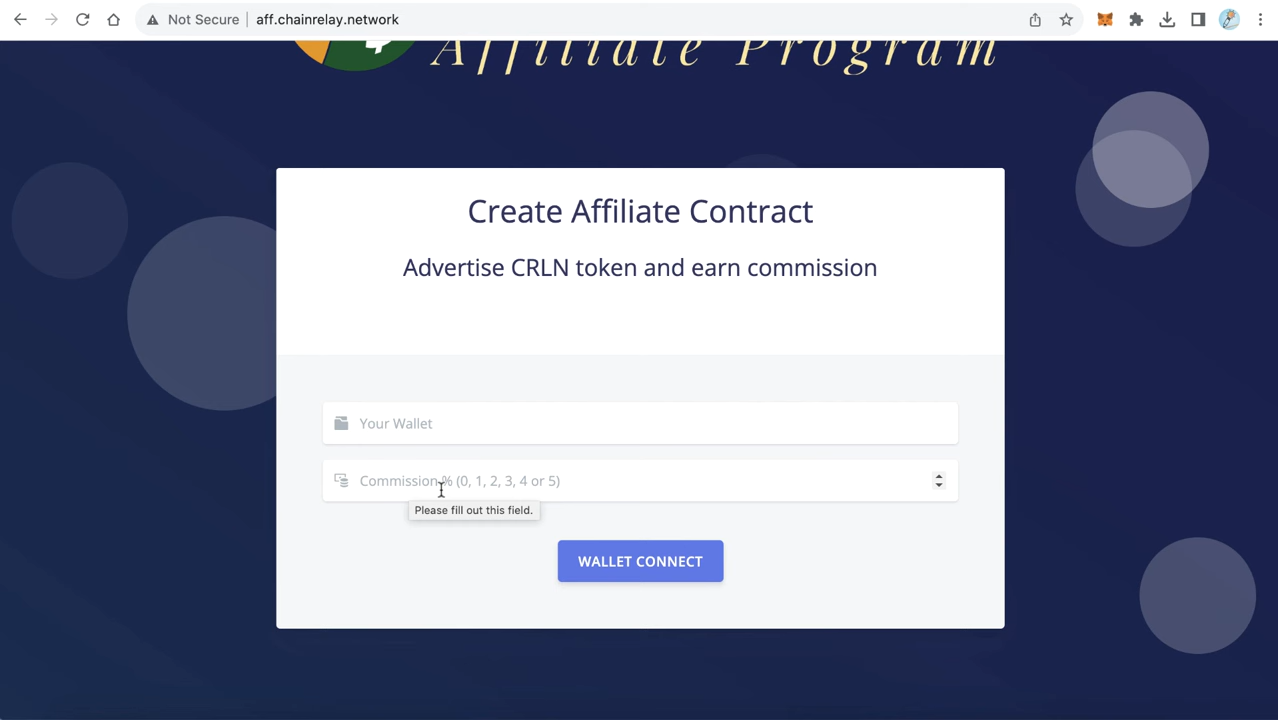 Not Secure
aff.chainrelay.network
Affiliate Program
Create Affiliate Contract
Advertise CRLN token and earn commission
Your Wallet
Commission % (0, 1, 2, 3, 4 or 5)
Please fill out this field.
WALLET CONNECT